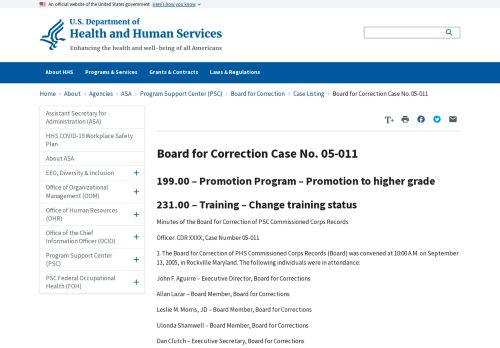 An official website of the United States government Here's how you know
U.S. Department of
Health and Human Services
Enhancing the health and well-being of all Americans
About HHS Programs & Services Grants & Contracts Laws & Regulations
Home > About > Agencies > ASA > Program Support Center (PSC) > Board for Correction > Case Listing > Board for Correction Case No. 05-011
Assistant Secretary for
Administration (ASA)
HHS COVID-19 Workplace Safety
Plan
About ASA
EEO, Diversity & Inclusion +
Office of Organizational
Management (OOM) +
Office of Human Resources
(OHR) +
Office of the Chief
Information Officer (OCIO) +
Program Support Center
(PSC) +
PSC Federal Occupational
Health (FOH) +
T+
Board for Correction Case No. 05-011
199.00 – Promotion Program – Promotion to higher grade
231.00 – Training – Change training status
Minutes of the Board for Correction of PSC Commissioned Corps Records
Officer: CDR XXXX, Case Number 05-011
1. The Board for Correction of PHS Commissioned Corps Records (Board) was convened at 10:00 A.M. on September
13, 2005, in Rockville Maryland. The following individuals were in attendance:
John F. Aguirre – Executive Director, Board for Corrections
Allan Lazar – Board Member, Board for Corrections
Leslie M. Morris, JD – Board Member, Board for Corrections
Ulonda Shamwell – Board Member, Board for Corrections
Dan Clutch – Executive Secretary, Board for Corrections